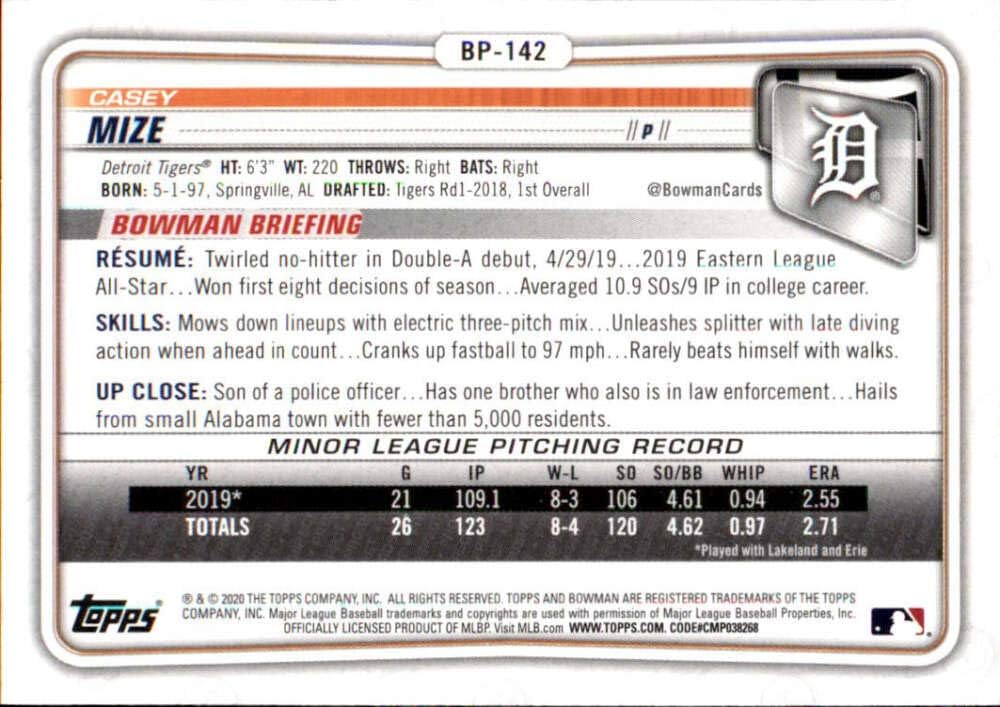 BP-142
CASEY
MIZE // P //
Detroit Tigers® HT: 6'3" WT: 220 THROWS: Right BATS: Right
BORN: 5-1-97, Springville, AL DRAFTED: Tigers Rd1-2018, 1st Overall @BowmanCards
D
BOWMAN BRIEFING
RÉSUMÉ: Twirled no-hitter in Double-A debut, 4/29/19...2019 Eastern League
All-Star...Won first eight decisions of season...Averaged 10.9 SOs/9 IP in college career.
SKILLS: Mows down lineups with electric three-pitch mix...Unleashes splitter with late diving
action when ahead in count...Cranks up fastball to 97 mph...Rarely beats himself with walks.
UP CLOSE: Son of a police officer...Has one brother who also is in law enforcement...Hails
from small Alabama town with fewer than 5,000 residents.
MINOR LEAGUE PITCHING RECORD
YR G IP W-L SO SO/BB WHIP ERA
2019* 21 109.1 8-3 106 4.61 0.94 2.55
TOTALS 26 123 8-4 120 4.62 0.97 2.71
*Played with Lakeland and Erie
TOPPS
® & © 2020 THE TOPPS COMPANY, INC. ALL RIGHTS RESERVED. TOPPS AND BOWMAN ARE REGISTERED TRADEMARKS OF THE TOPPS
COMPANY, INC. Major League Baseball trademarks and copyrights are used with permission of Major League Baseball Properties, Inc.
OFFICIALLY LICENSED PRODUCT OF MLBP. Visit MLB.com WWW.TOPPS.COM. CODE#CMP038268